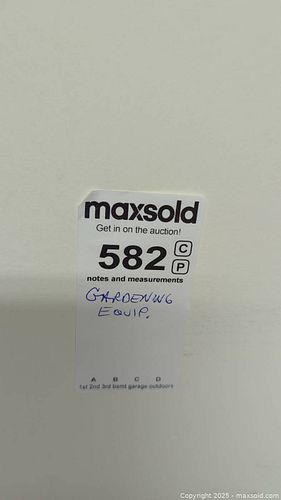 maxsold
Get in on the auction!
582 C
P
notes and measurements
GARDENING
EQUIP.
A B C D
1st 2nd 3rd bsmt garage outdoors
Copyright 2025 - maxsold.com